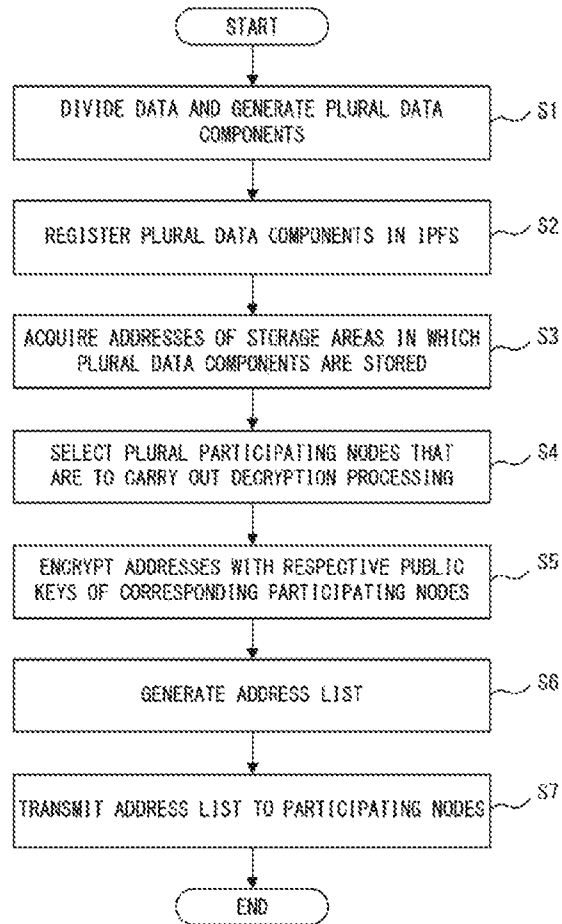 START
DIVIDE DATA AND GENERATE PLURAL DATA
COMPONENTS
S1
REGISTER PLURAL DATA COMPONENTS IN IPFS
S2
ACQUIRE ADDRESSES OF STORAGE AREAS IN WHICH
PLURAL DATA COMPONENTS ARE STORED
S3
SELECT PLURAL PARTICIPATING NODES THAT
ARE TO CARRY OUT DECRYPTION PROCESSING
S4
ENCRYPT ADDRESSES WITH RESPECTIVE PUBLIC
KEYS OF CORRESPONDING PARTICIPATING NODES
S5
GENERATE ADDRESS LIST
S6
TRANSMIT ADDRESS LIST TO PARTICIPATING NODES
S7
END